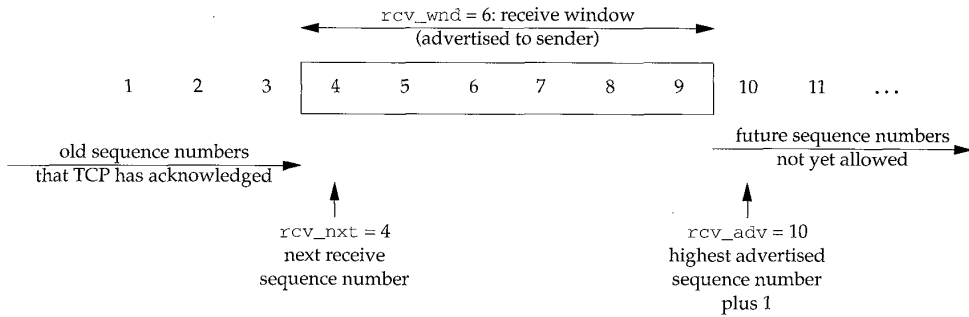 rcv_wnd = 6: receive window
(advertised to sender)
1 2 3 4 5 6 7 8 9 10 11 ...
old sequence numbers
that TCP has acknowledged
future sequence numbers
not yet allowed
rcv_nxt = 4
next receive
sequence number
rcv_adv = 10
highest advertised
sequence number
plus 1